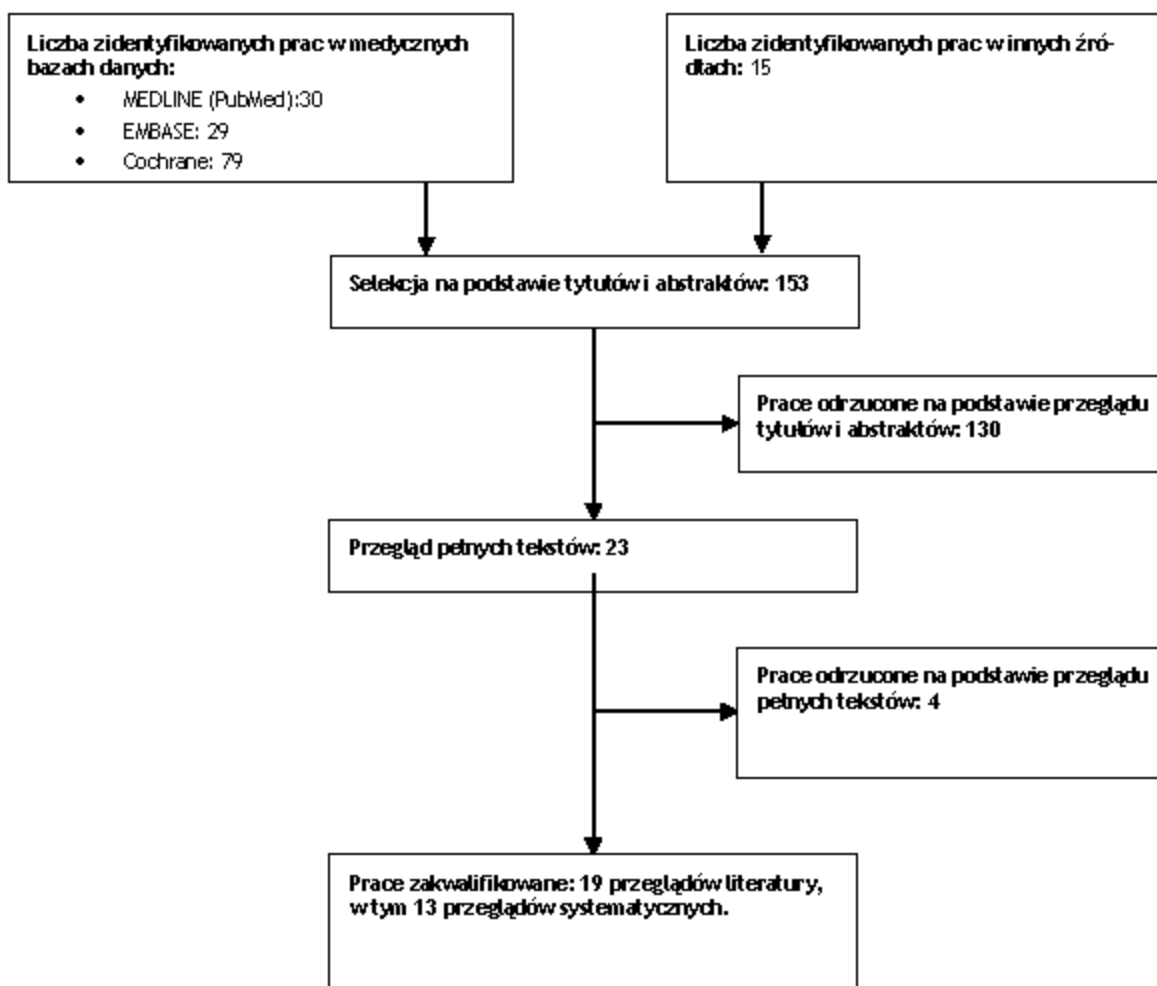 Liczba zidentyfikowanych prac w medycznych
bazach danych:
• MEDLINE (PubMed):30
• EMBASE: 29
• Cochrane: 79
Liczba zidentyfikowanych prac w innych źró-
dłach: 15
Selekcja na podstawie tytułów i abstraktów: 153
Prace odrzucone na podstawie przeglądu
tytułów i abstraktów: 130
Przegląd pełnych tekstów: 23
Prace odrzucone na podstawie przeglądu
pełnych tekstów: 4
Prace zakwalifikowane: 19 przeglądów literatury,
w tym 13 przeglądów systematycznych.